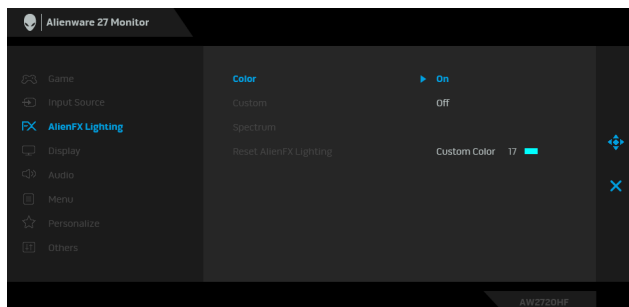 Alienware 27 Monitor
Game
Input Source
FX AlienFX Lighting
Display
Audio
Menu
Personalize
Others
Color
On
Custom
Off
Spectrum
Reset AlienFX Lighting
Custom Color 17
AW2720HF